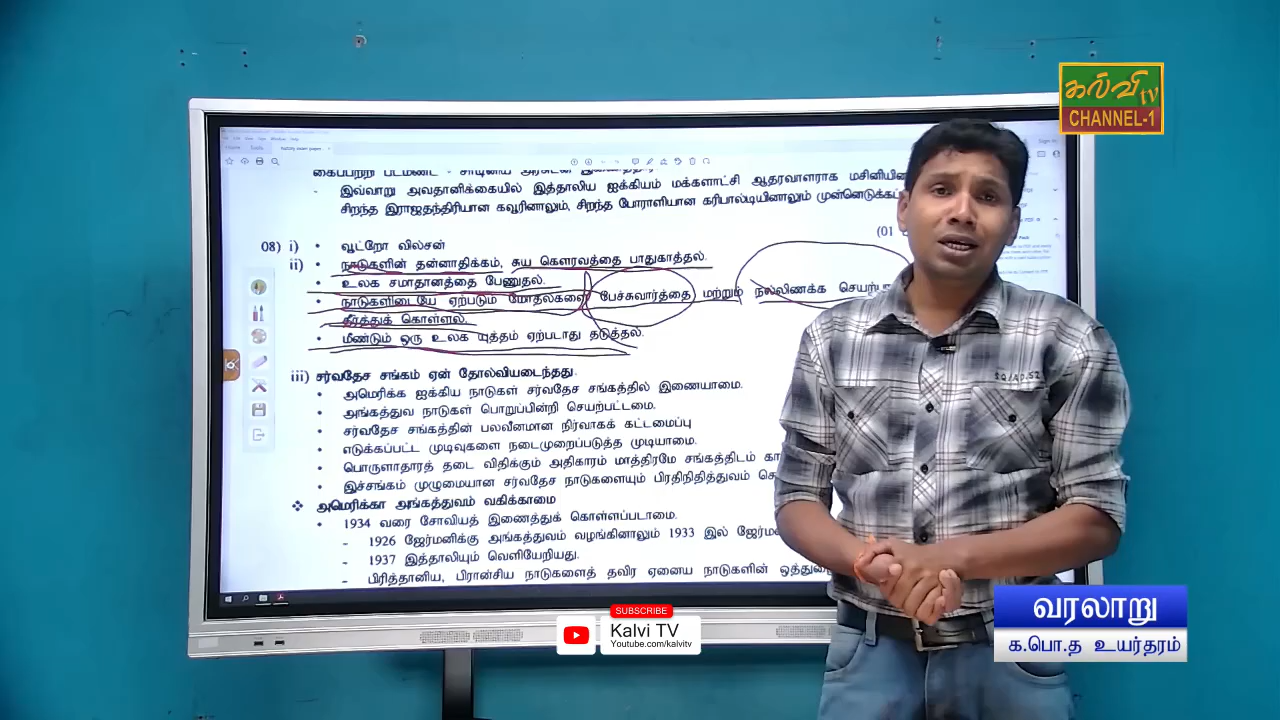 கல்வி tv
CHANNEL-1
இவ்வாறு அவதானிக்கையில் இத்தாலிய ஐக்கியம் மக்களாட்சி ஆதரவாளராக மசினியின
சிறந்த இராஜதந்திரியான கவூரினாலும், சிறந்த போராளியான கரிபால்டியினாலும் முன்னெடுக்கப்
(01
08) i) • வூட்றோ வில்சன்
ii) • நாடுகளின் தன்னாதிக்கம், சுய கௌரவத்தை பாதுகாத்தல்.
• உலக சமாதானத்தை பேணுதல்.
• நாடுகளிடையே ஏற்படும் மோதல்களை பேச்சுவார்த்தை மற்றும் நல்லிணக்க செயற்பா
தீர்த்துக் கொள்ளல்.
• மீண்டும் ஒரு உலக யுத்தம் ஏற்படாது தடுத்தல்.
iii) சர்வதேச சங்கம் ஏன் தோல்வியடைந்தது.
• அமெரிக்க ஐக்கிய நாடுகள் சர்வதேச சங்கத்தில் இணையாமை.
• அங்கத்துவ நாடுகள் பொறுப்பின்றி செயற்பட்டமை.
• சர்வதேச சங்கத்தின் பலவீனமான நிர்வாகக் கட்டமைப்பு
• எடுக்கப்பட்ட முடிவுகளை நடைமுறைப்படுத்த முடியாமை.
• பொருளாதாரத் தடை விதிக்கும் அதிகாரம் மாத்திரமே சங்கத்திடம் கா
• இச்சங்கம் முழுமையான சர்வதேச நாடுகளையும் பிரதிநிதித்துவம் செ
❖ அமெரிக்கா அங்கத்துவம் வகிக்காமை
• 1934 வரை சோவியத் இணைத்துக் கொள்ளப்படாமை.
- 1926 ஜேர்மனிக்கு அங்கத்துவம் வழங்கினாலும் 1933 இல் ஜேர்ம
- 1937 இத்தாலியும் வெளியேறியது.
- பிரித்தானிய, பிரான்சிய நாடுகளைத் தவிர ஏனைய நாடுகளின்
SUBSCRIBE
Kalvi TV
Youtube.com/kalvitv
வரலாறு
க.பொ.த உயர்தரம்